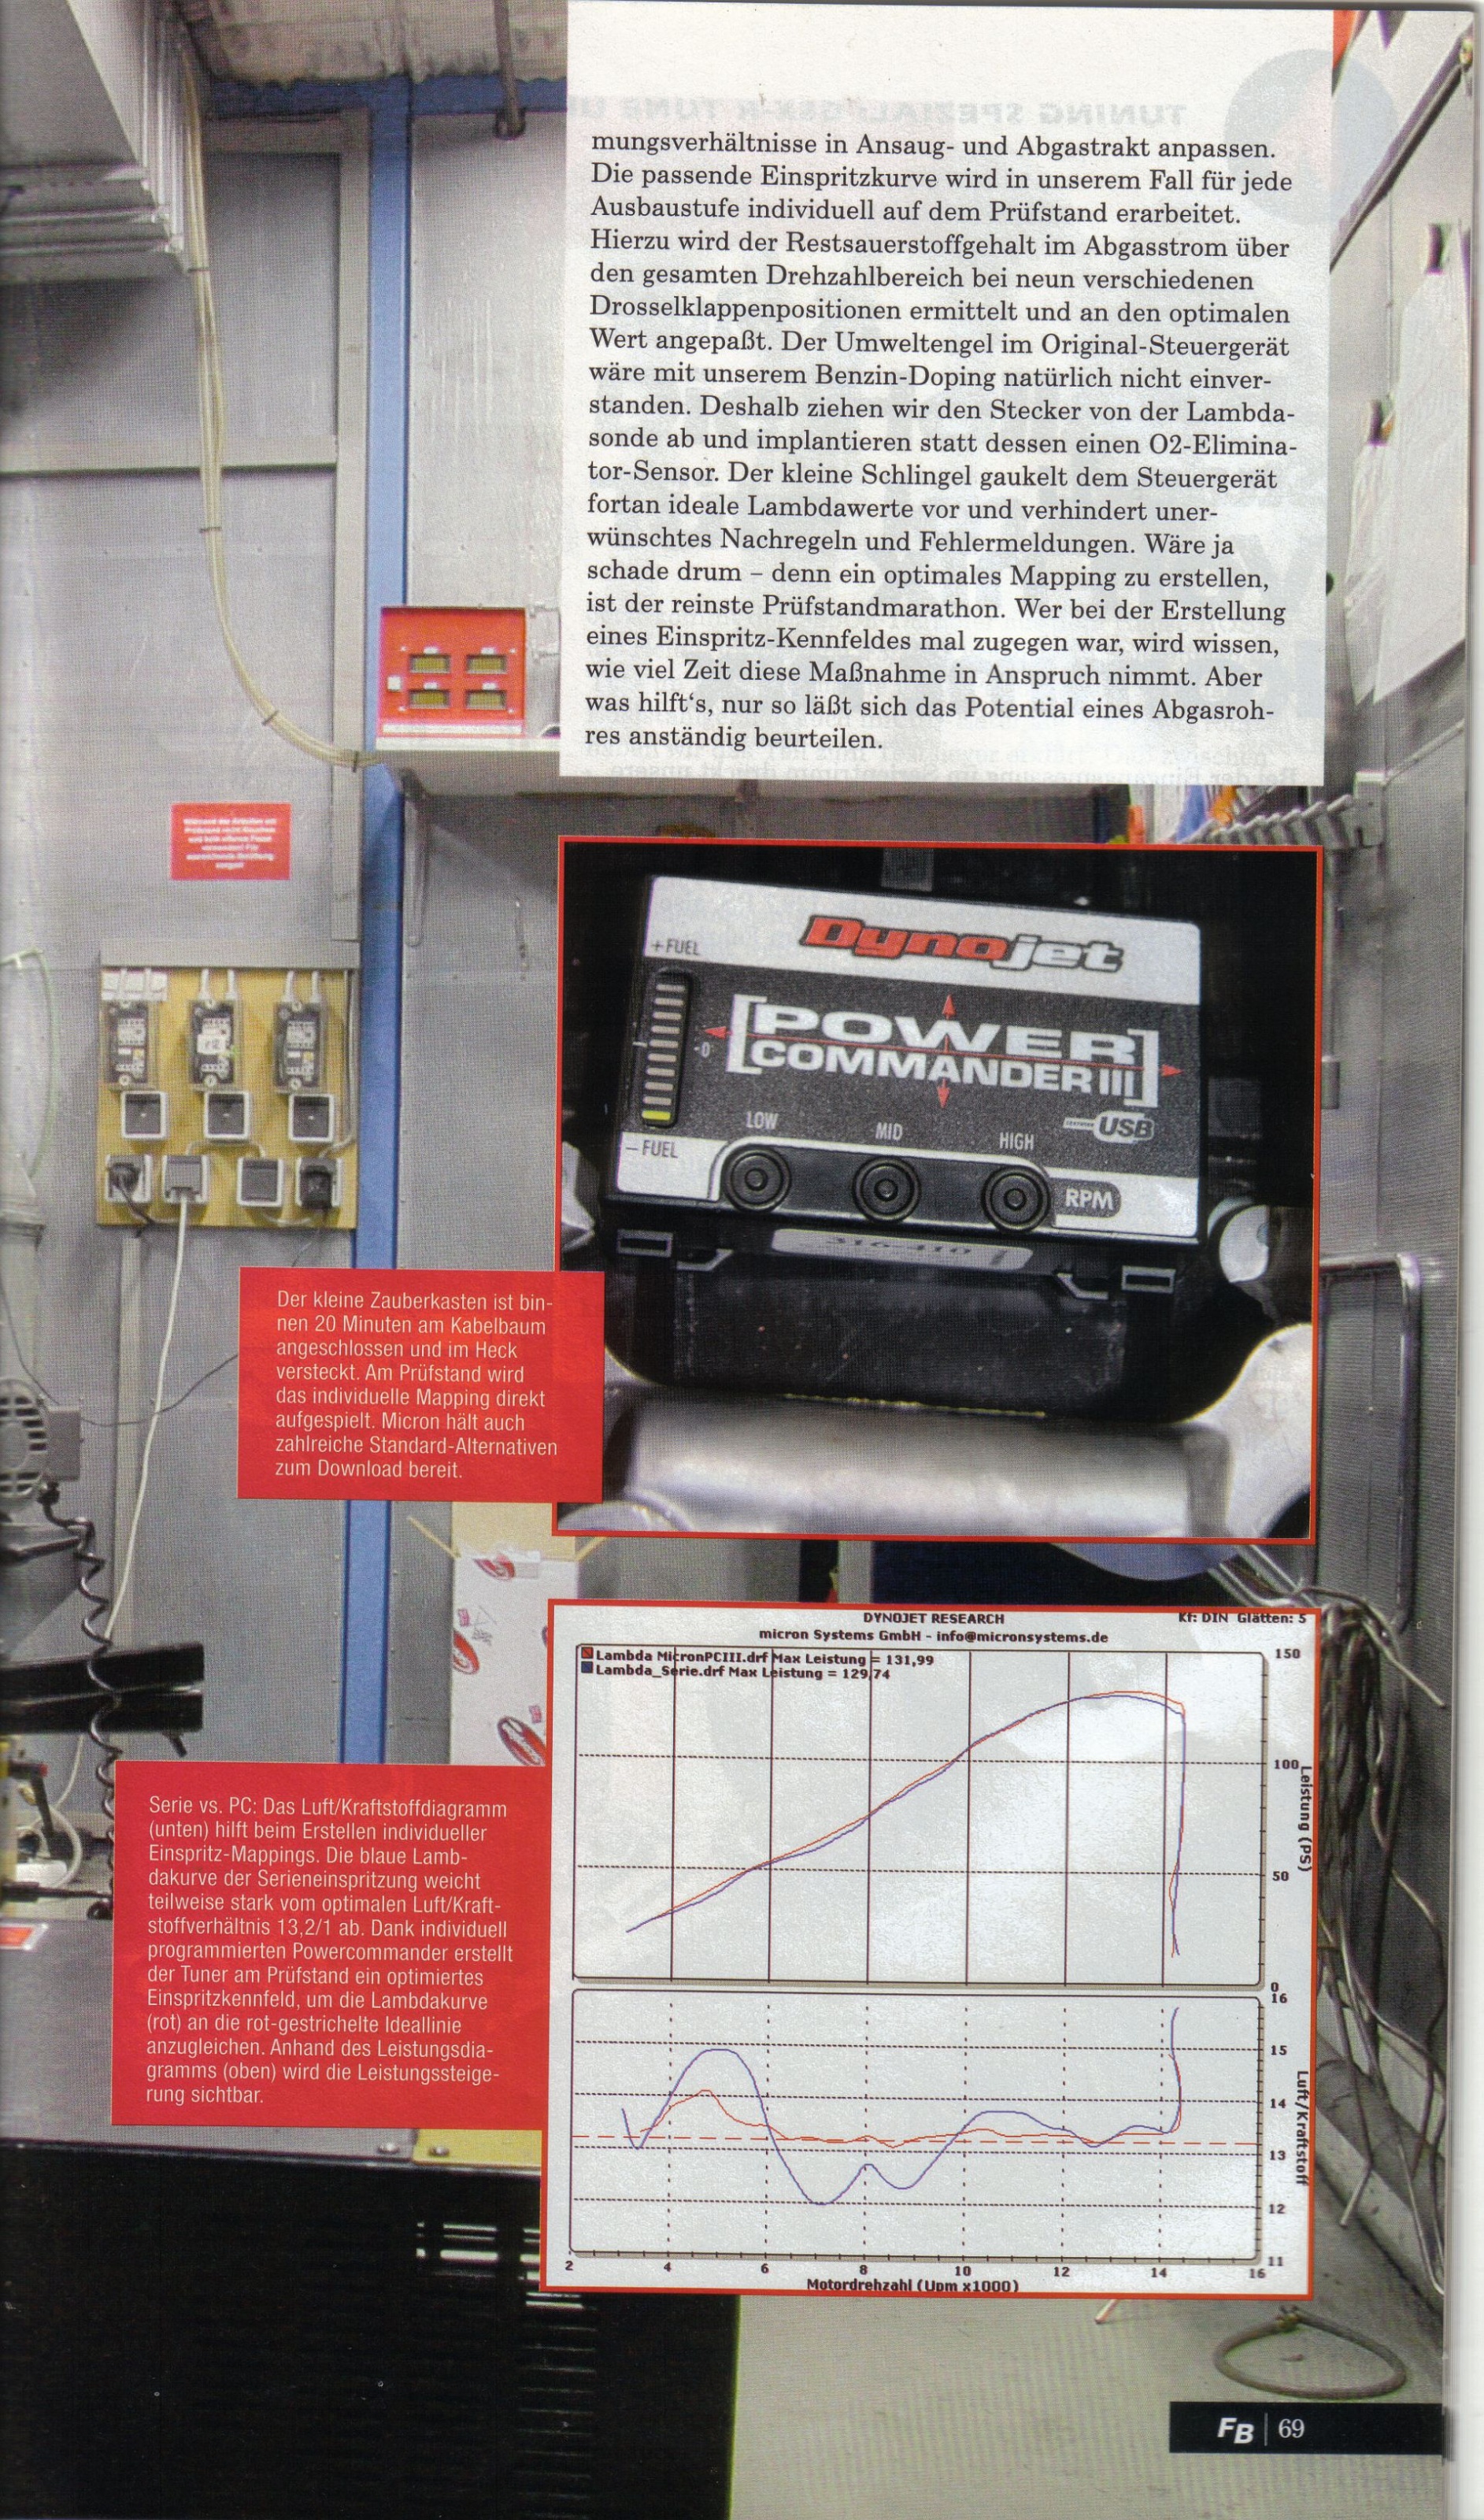 mungsverhältnisse in Ansaug- und Abgastrakt anpassen.
Die passende Einspritzkurve wird in unserem Fall für jede
Ausbaustufe individuell auf dem Prüfstand erarbeitet.
Hierzu wird der Restsauerstoffgehalt im Abgasstrom über
den gesamten Drehzahlbereich bei neun verschiedenen
Drosselklappenpositionen ermittelt und an den optimalen
Wert angepaßt. Der Umweltengel im Original-Steuergerät
wäre mit unserem Benzin-Doping natürlich nicht einver-
standen. Deshalb ziehen wir den Stecker von der Lambda-
sonde ab und implantieren statt dessen einen O2-Elimina-
tor-Sensor. Der kleine Schlingel gaukelt dem Steuergerät
fortan ideale Lambdawerte vor und verhindert uner-
wünschtes Nachregeln und Fehlermeldungen. Wäre ja
schade drum – denn ein optimales Mapping zu erstellen,
ist der reinste Prüfstandmarathon. Wer bei der Erstellung
eines Einspritz-Kennfeldes mal zugegen war, wird wissen,
wie viel Zeit diese Maßnahme in Anspruch nimmt. Aber
was hilft's, nur so läßt sich das Potential eines Abgasroh-
res anständig beurteilen.
Dynojet
+FUEL
[POWER
COMMANDER III]
-0
USB
LOW MID HIGH
– FUEL
RPM
316-410
Der kleine Zauberkasten ist bin-
nen 20 Minuten am Kabelbaum
angeschlossen und im Heck
versteckt. Am Prüfstand wird
das individuelle Mapping direkt
aufgespielt. Micron hält auch
zahlreiche Standard-Alternativen
zum Download bereit.
DYNOJET RESEARCH
Kf: DIN Glätten: 5
micron Systems GmbH - info@micronsystems.de
Lambda MicronPCIII.drf Max Leistung = 131,99
Lambda_Serie.drf Max Leistung = 129,74
150
100
50
0
Leistung (PS)
16
15
14
13
12
11
Luft/Kraftstoff
2 4 6 8 10 12 14 16
Motordrehzahl (Upm x1000)
Serie vs. PC: Das Luft/Kraftstoffdiagramm
(unten) hilft beim Erstellen individueller
Einspritz-Mappings. Die blaue Lamb-
dakurve der Serieneinspritzung weicht
teilweise stark vom optimalen Luft/Kraft-
stoffverhältnis 13,2/1 ab. Dank individuell
programmierten Powercommander erstellt
der Tuner am Prüfstand ein optimiertes
Einspritzkennfeld, um die Lambdakurve
(rot) an die rot-gestrichelte Ideallinie
anzugleichen. Anhand des Leistungsdia-
gramms (oben) wird die Leistungssteige-
rung sichtbar.
FB | 69